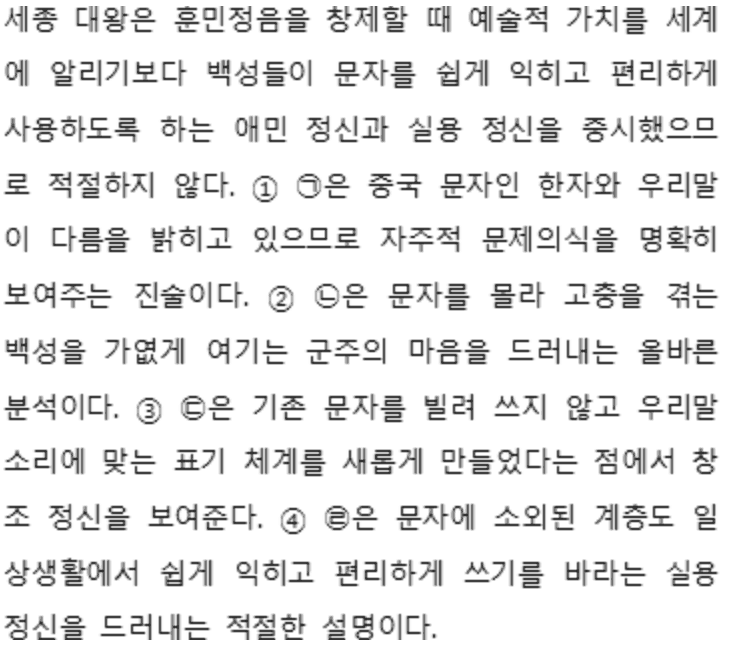 세종 대왕은 훈민정음을 창제할 때 예술적 가치를 세계
에 알리기보다 백성들이 문자를 쉽게 익히고 편리하게
사용하도록 하는 애민 정신과 실용 정신을 중시했으므
로 적절하지 않다. ① ㉠은 중국 문자인 한자와 우리말
이 다름을 밝히고 있으므로 자주적 문제의식을 명확히
보여주는 진술이다. ② ㉡은 문자를 몰라 고충을 겪는
백성을 가엾게 여기는 군주의 마음을 드러내는 올바른
분석이다. ③ ㉢은 기존 문자를 빌려 쓰지 않고 우리말
소리에 맞는 표기 체계를 새롭게 만들었다는 점에서 창
조 정신을 보여준다. ④ ㉣은 문자에 소외된 계층도 일
상생활에서 쉽게 익히고 편리하게 쓰기를 바라는 실용
정신을 드러내는 적절한 설명이다.